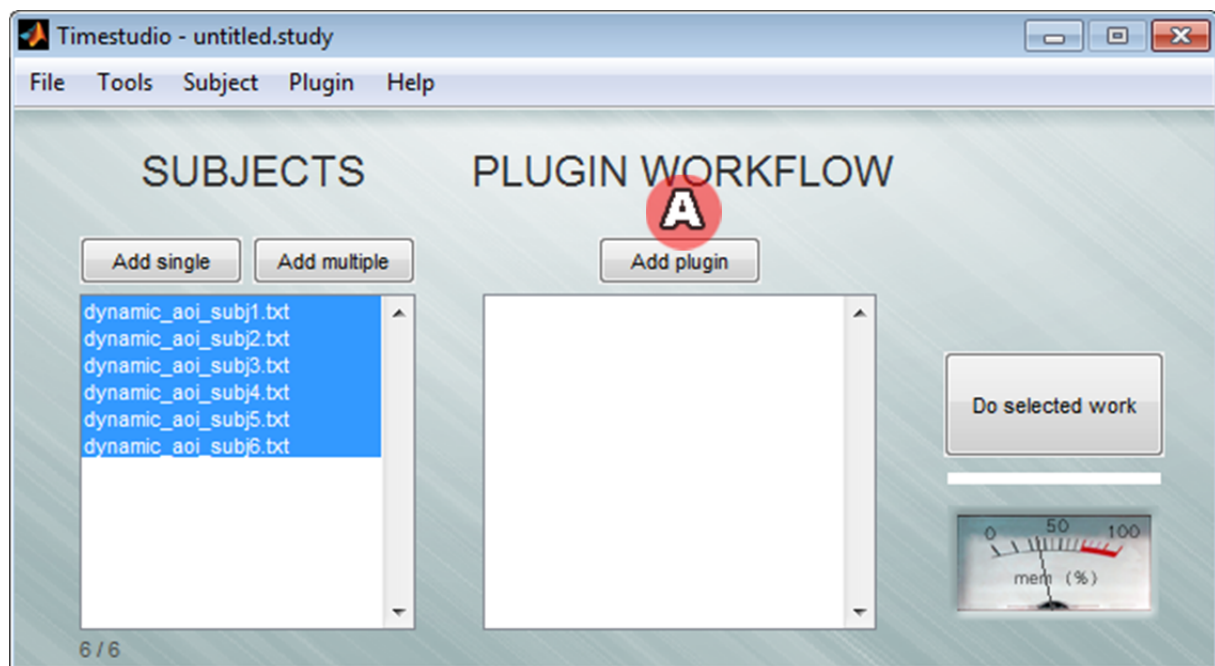 Timestudio - untitled.study
File Tools Subject Plugin Help
SUBJECTS PLUGIN WORKFLOW
A
Add single Add multiple Add plugin
dynamic_aoi_subj1.txt
dynamic_aoi_subj2.txt
dynamic_aoi_subj3.txt
dynamic_aoi_subj4.txt
dynamic_aoi_subj5.txt
dynamic_aoi_subj6.txt
Do selected work
0 50 100
mem (%)
6 / 6